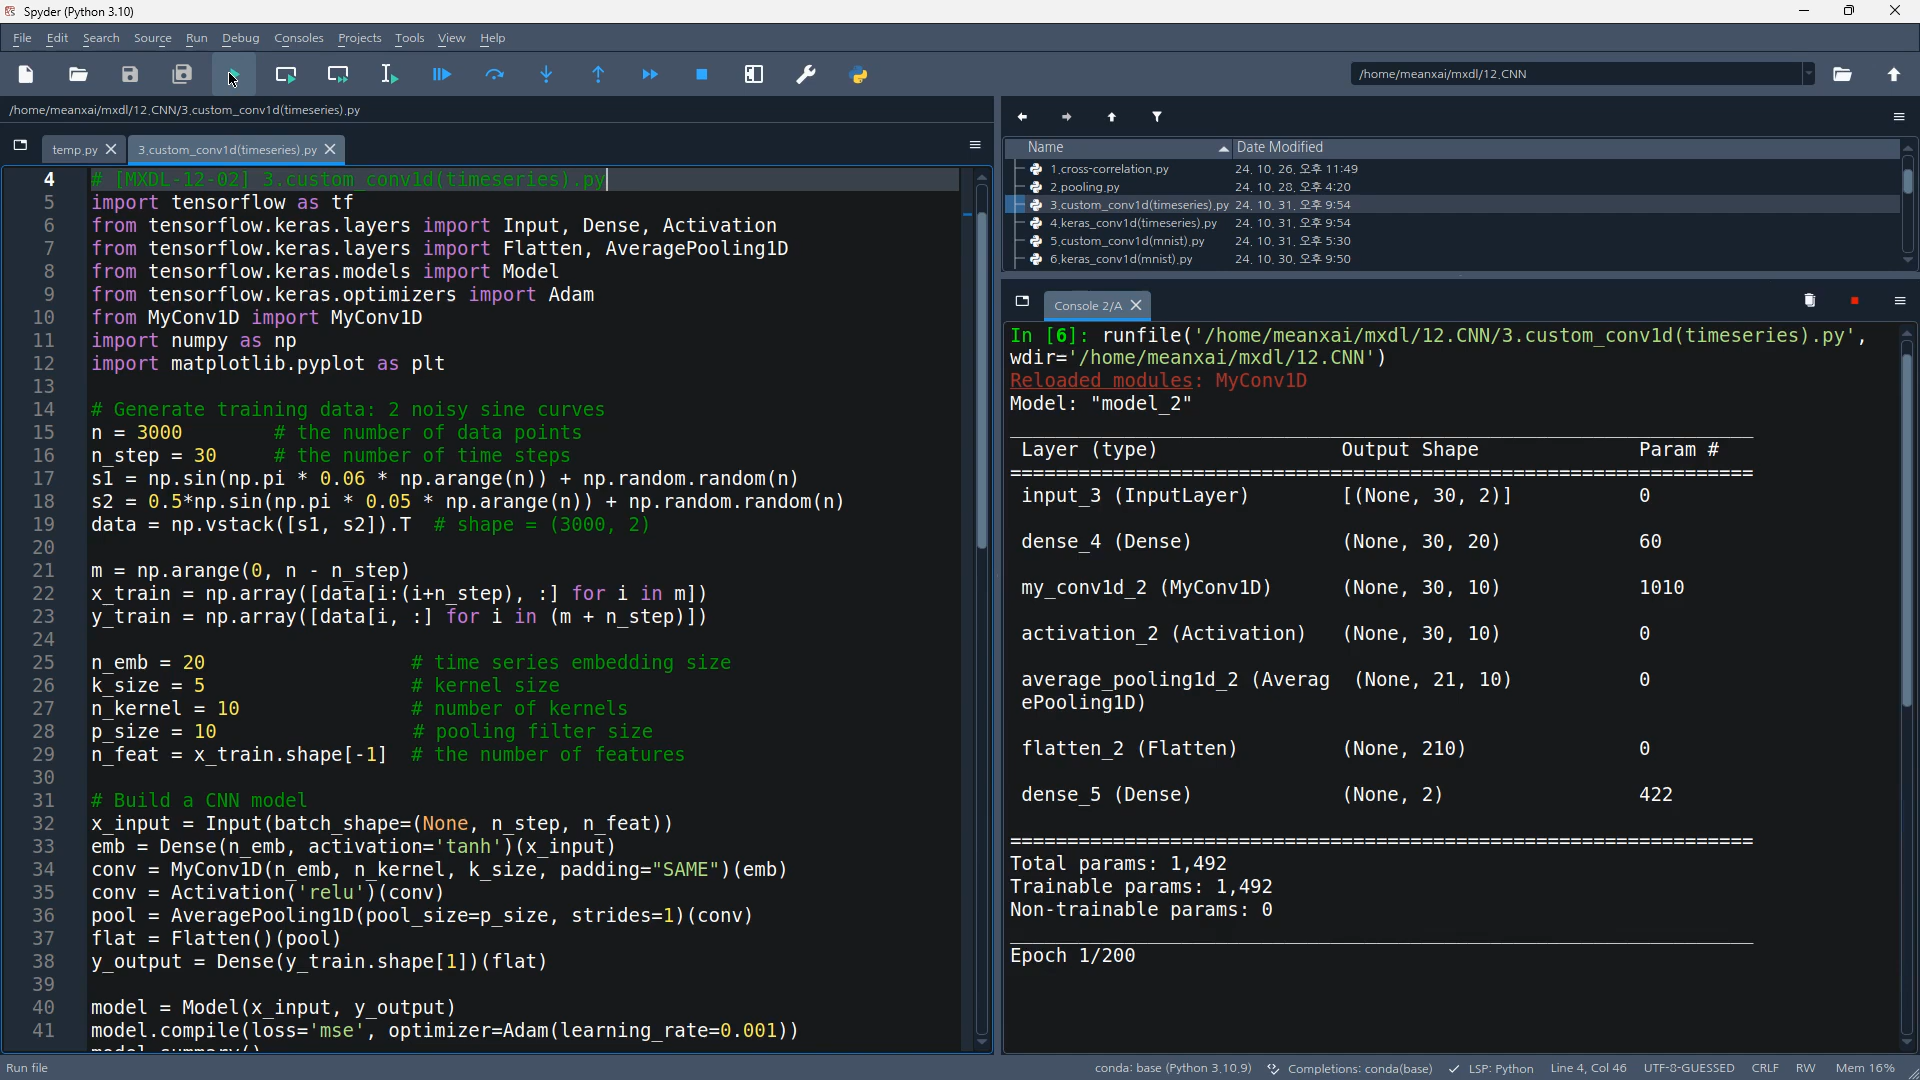 Spyder (Python 3.10)
File Edit Search Source Run Debug Consoles Projects Tools View Help
/home/meanxai/mxdl/12.CNN
/home/meanxai/mxdl/12.CNN/3.custom_conv1d(timeseries).py
temp.py 3.custom_conv1d(timeseries).py
4 # [MXDL-12-02] 3.custom_conv1d(timeseries).py
5 import tensorflow as tf
6 from tensorflow.keras.layers import Input, Dense, Activation
7 from tensorflow.keras.layers import Flatten, AveragePooling1D
8 from tensorflow.keras.models import Model
9 from tensorflow.keras.optimizers import Adam
10 from MyConv1D import MyConv1D
11 import numpy as np
12 import matplotlib.pyplot as plt
13
14 # Generate training data: 2 noisy sine curves
15 n = 3000        # the number of data points
16 n_step = 30     # the number of time steps
17 s1 = np.sin(np.pi * 0.06 * np.arange(n)) + np.random.random(n)
18 s2 = 0.5*np.sin(np.pi * 0.05 * np.arange(n)) + np.random.random(n)
19 data = np.vstack([s1, s2]).T  # shape = (3000, 2)
20
21 m = np.arange(0, n - n_step)
22 x_train = np.array([data[i:(i+n_step), :] for i in m])
23 y_train = np.array([data[i, :] for i in (m + n_step)])
24
25 n_emb = 20                  # time series embedding size
26 k_size = 5                  # kernel size
27 n_kernel = 10               # number of kernels
28 p_size = 10                 # pooling filter size
29 n_feat = x_train.shape[-1]  # the number of features
30
31 # Build a CNN model
32 x_input = Input(batch_shape=(None, n_step, n_feat))
33 emb = Dense(n_emb, activation='tanh')(x_input)
34 conv = MyConv1D(n_emb, n_kernel, k_size, padding="SAME")(emb)
35 conv = Activation('relu')(conv)
36 pool = AveragePooling1D(pool_size=p_size, strides=1)(conv)
37 flat = Flatten()(pool)
38 y_output = Dense(y_train.shape[1])(flat)
39
40 model = Model(x_input, y_output)
41 model.compile(loss='mse', optimizer=Adam(learning_rate=0.001))
Name Date Modified
1.cross-correlation.py 24. 10. 26. 오후 11:49
2.pooling.py 24. 10. 28. 오후 4:20
3.custom_conv1d(timeseries).py 24. 10. 31. 오후 9:54
4.keras_conv1d(timeseries).py 24. 10. 31. 오후 9:54
5.custom_conv1d(mnist).py 24. 10. 31. 오후 5:30
6.keras_conv1d(mnist).py 24. 10. 30. 오후 9:50
Console 2/A
In [6]: runfile('/home/meanxai/mxdl/12.CNN/3.custom_conv1d(timeseries).py',
wdir='/home/meanxai/mxdl/12.CNN')
Reloaded modules: MyConv1D
Model: "model_2"
Layer (type) Output Shape Param #
input_3 (InputLayer) [(None, 30, 2)] 0
dense_4 (Dense) (None, 30, 20) 60
my_conv1d_2 (MyConv1D) (None, 30, 10) 1010
activation_2 (Activation) (None, 30, 10) 0
average_pooling1d_2 (Averag (None, 21, 10) 0
ePooling1D)
flatten_2 (Flatten) (None, 210) 0
dense_5 (Dense) (None, 2) 422
Total params: 1,492
Trainable params: 1,492
Non-trainable params: 0
Epoch 1/200
Run file conda: base (Python 3.10.9) Completions: conda(base) LSP: Python Line 4, Col 46 UTF-8-GUESSED CRLF RW Mem 16%